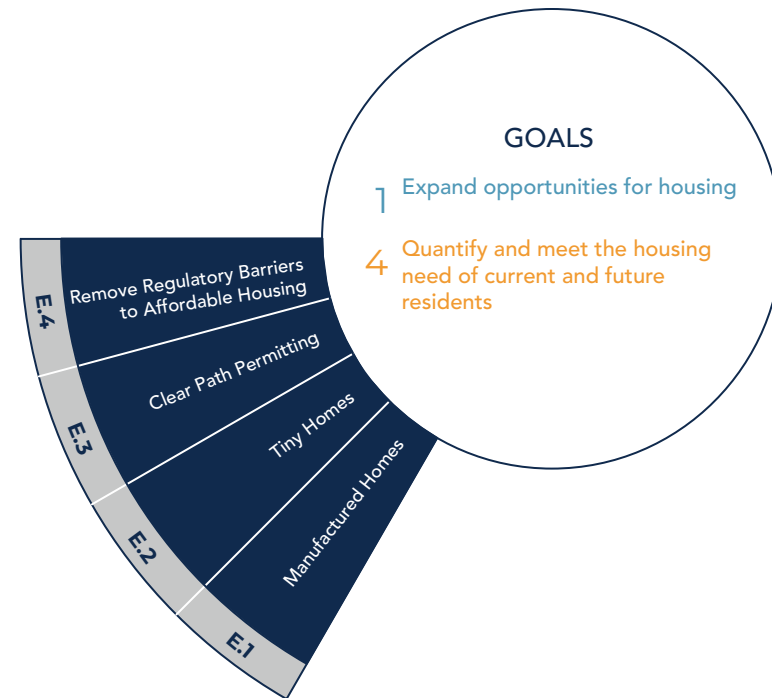 GOALS
1 Expand opportunities for housing
4 Quantify and meet the housing
need of current and future
residents
E.4
Remove Regulatory Barriers
to Affordable Housing
E.3
Clear Path Permitting
E.2
Tiny Homes
E.1
Manufactured Homes